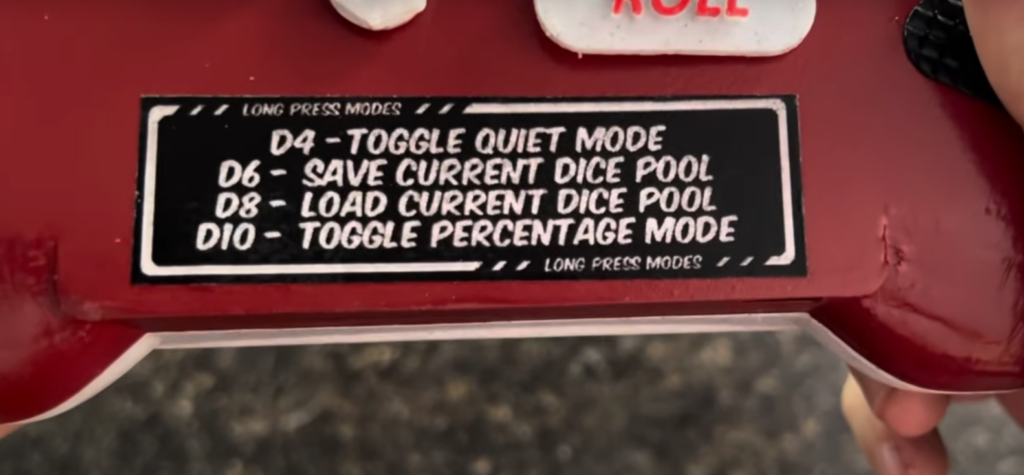 ROLL
LONG PRESS MODES
D4 - TOGGLE QUIET MODE
D6 - SAVE CURRENT DICE POOL
D8 - LOAD CURRENT DICE POOL
D10 - TOGGLE PERCENTAGE MODE
LONG PRESS MODES